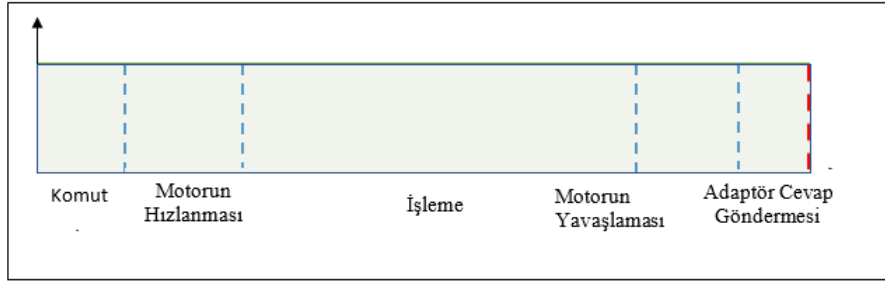 Komut
Motorun
Hızlanması
İşleme
Motorun
Yavaşlaması
Adaptör Cevap
Göndermesi